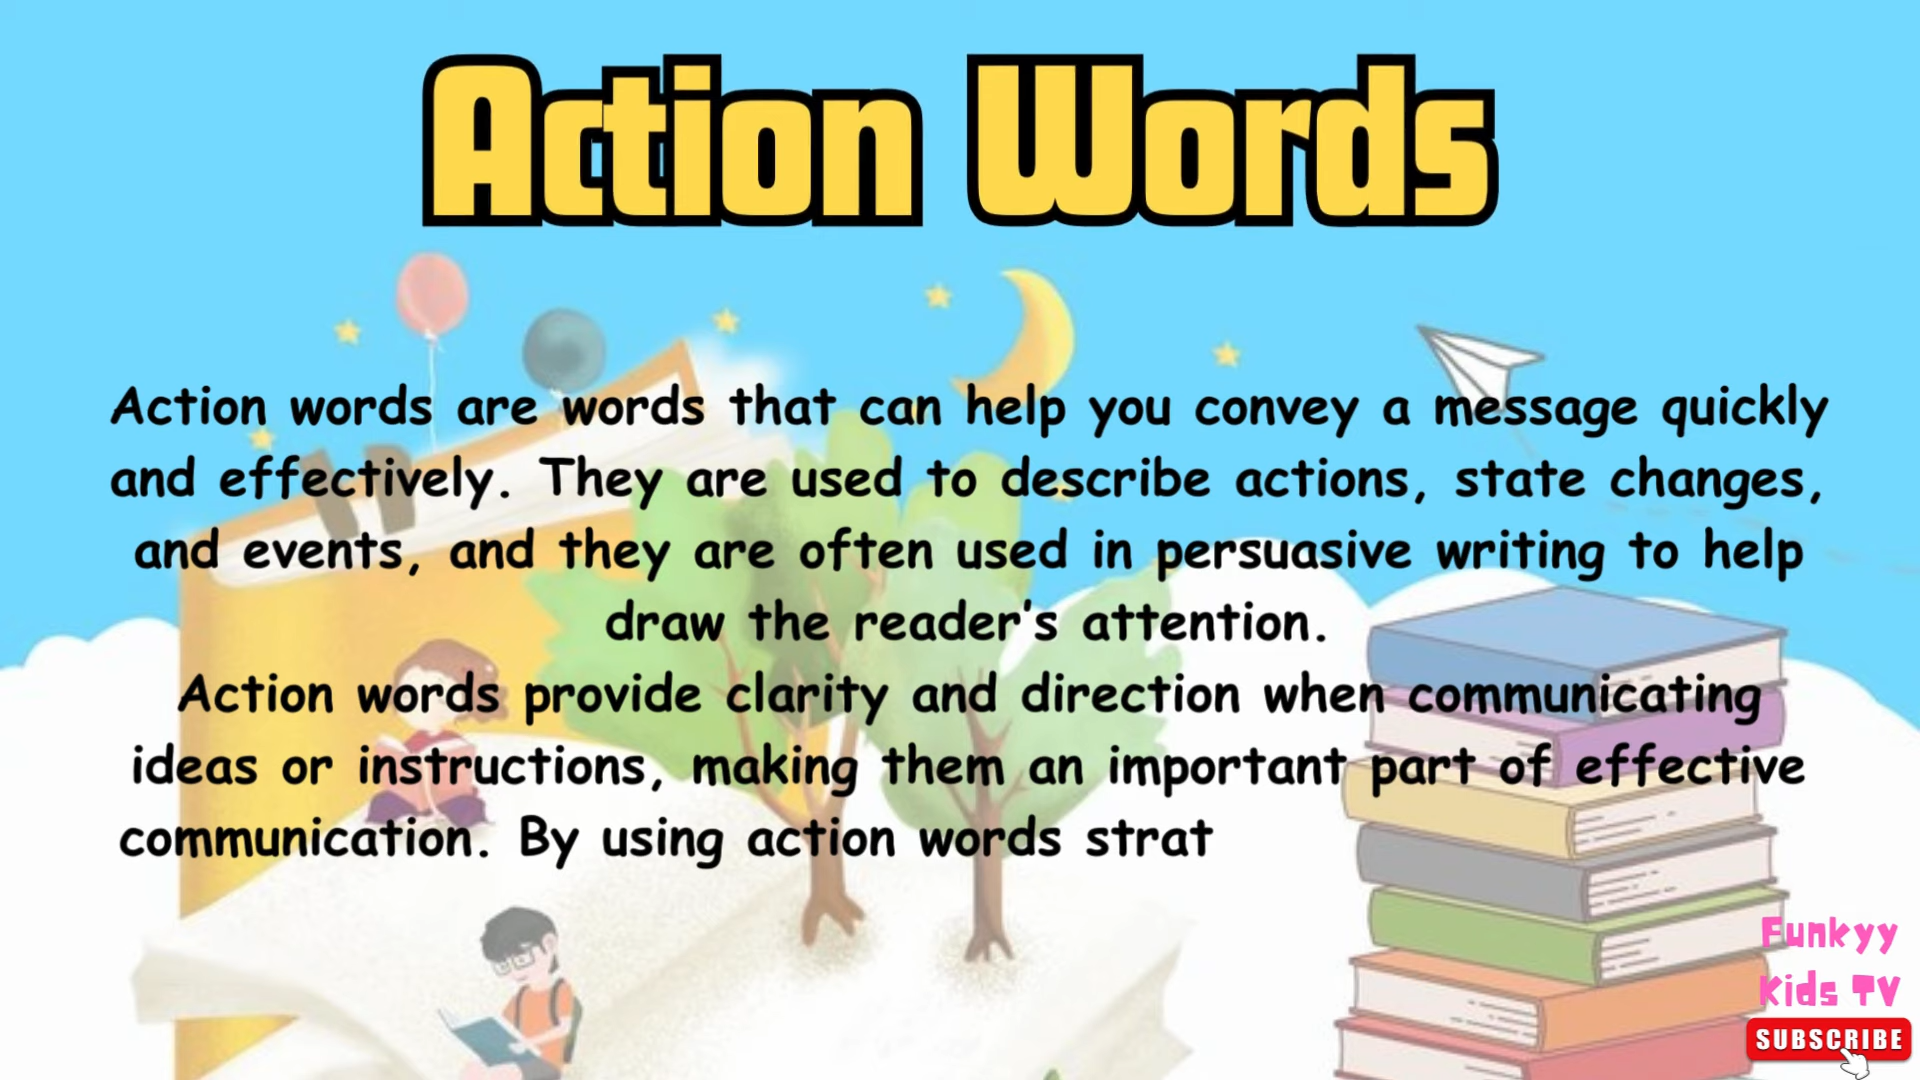 Action Words
Action words are words that can help you convey a message quickly
and effectively. They are used to describe actions, state changes,
and events, and they are often used in persuasive writing to help
draw the reader's attention.
Action words provide clarity and direction when communicating
ideas or instructions, making them an important part of effective
communication. By using action words strat
Funkyy
Kids TV
SUBSCRIBE